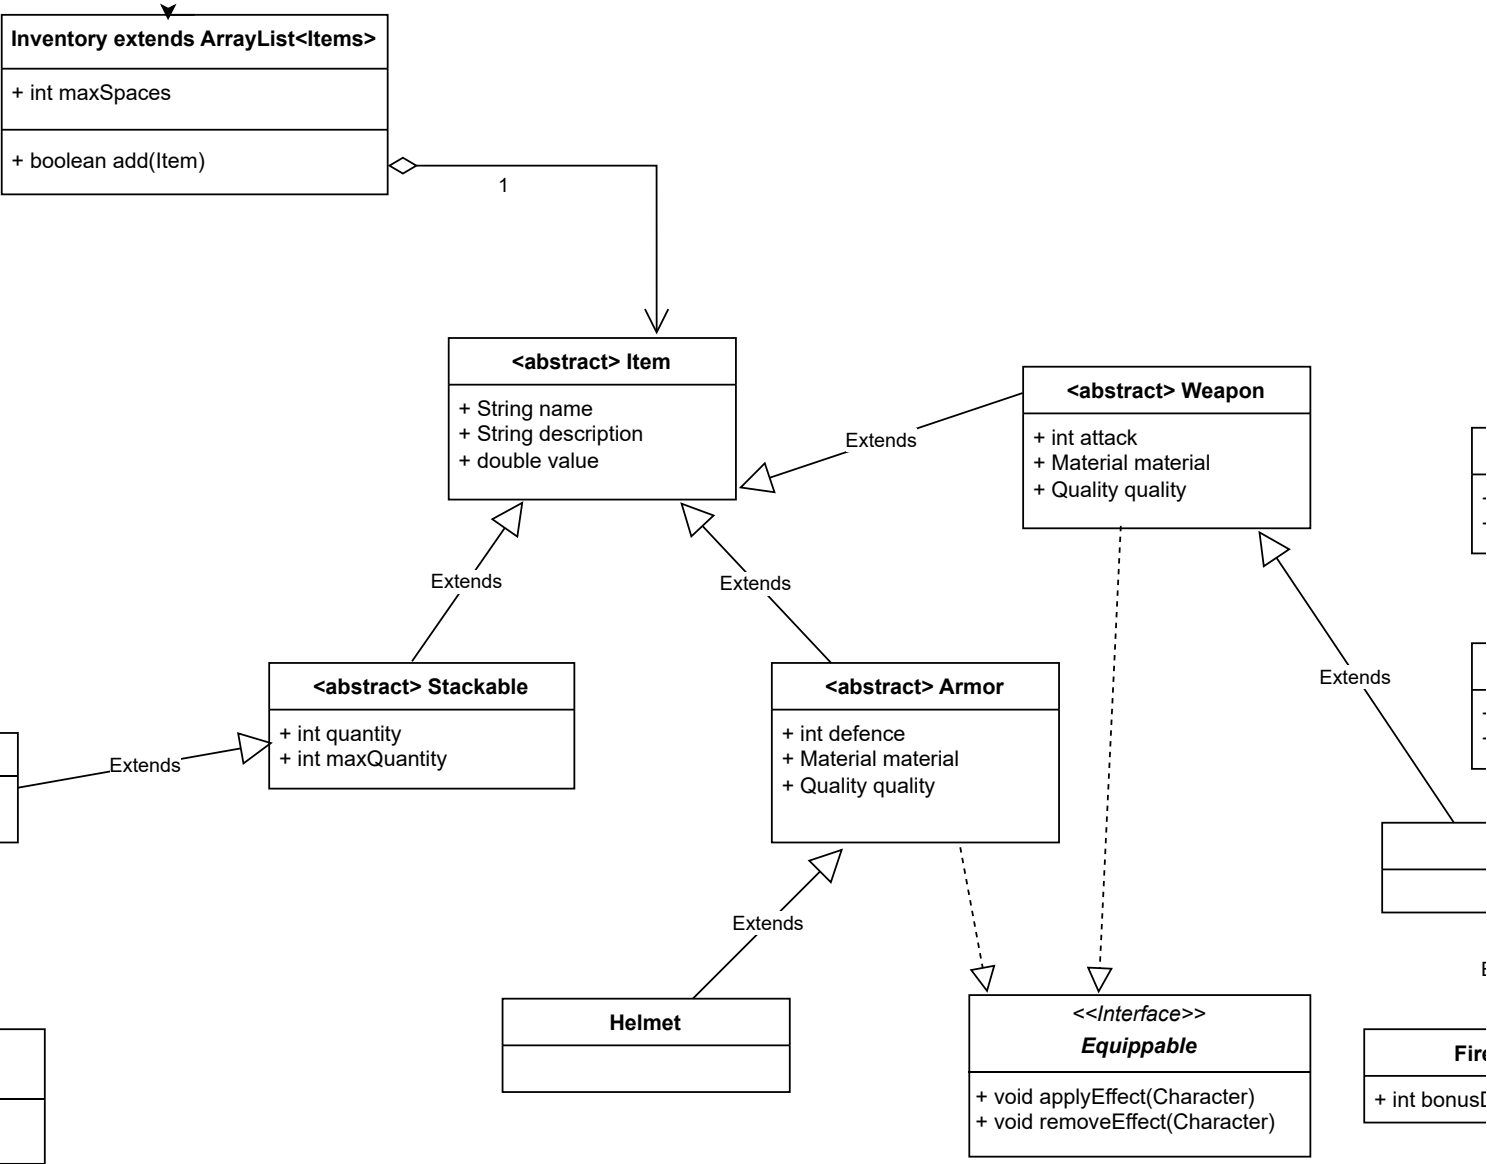 Inventory extends ArrayList<Items>
+ int maxSpaces
+ boolean add(Item)
1
<abstract> Item
+ String name
+ String description
+ double value
Extends
<abstract> Weapon
+ int attack
+ Material material
+ Quality quality
Extends
Extends
Extends
<abstract> Stackable
+ int quantity
+ int maxQuantity
Extends
<abstract> Armor
+ int defence
+ Material material
+ Quality quality
Extends
Helmet
<<Interface>>
Equippable
+ void applyEffect(Character)
+ void removeEffect(Character)
+ int